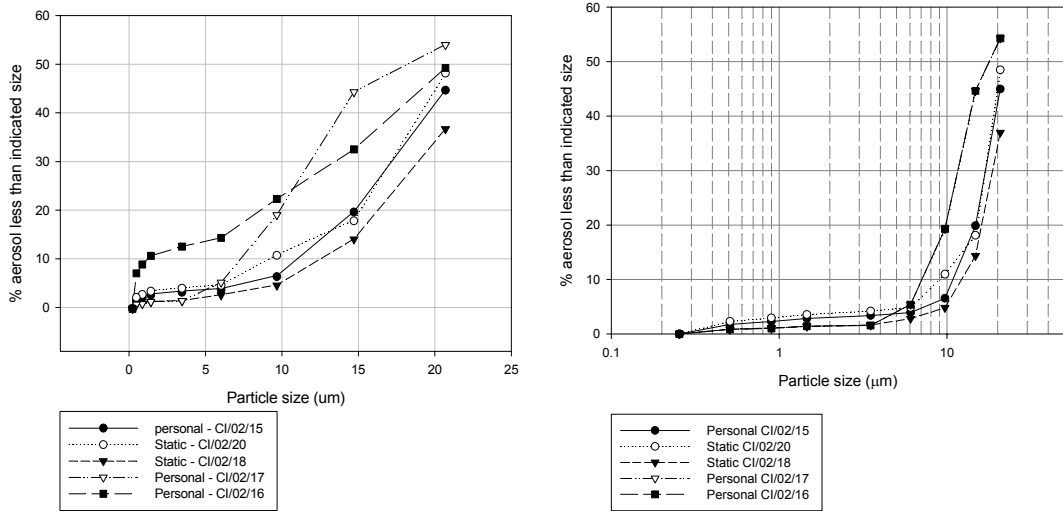 60
50
40
30
20
10
0
% aerosol less than indicated size
0 5 10 15 20 25
Particle size (um)
personal - CI/02/15
Static - CI/02/20
Static - CI/02/18
Personal - CI/02/17
Personal - CI/02/16
60
50
40
30
20
10
0
% aerosol less than indicated size
0.1 1 10
Particle size (μm)
Personal CI/02/15
Static CI/02/20
Static CI/02/18
Personal CI/02/17
Personal CI/02/16